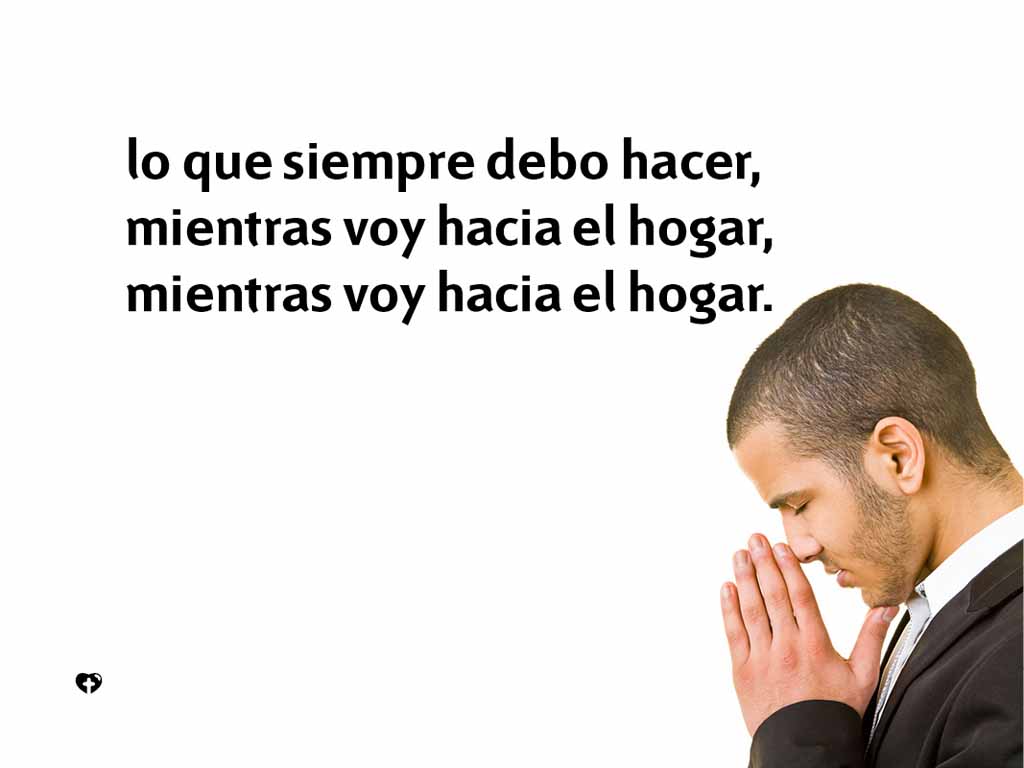 lo que siempre debo hacer,
mientras voy hacia el hogar,
mientras voy hacia el hogar.